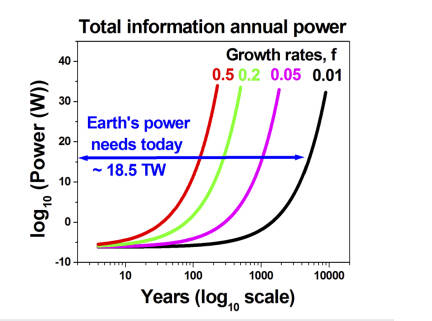 Total information annual power
Growth rates, f
0.5 0.2 0.05 0.01
Earth's power
needs today
~ 18.5 TW
40
30
20
10
0
-10
log10 (Power (W))
10 100 1000 10000
Years (log10 scale)